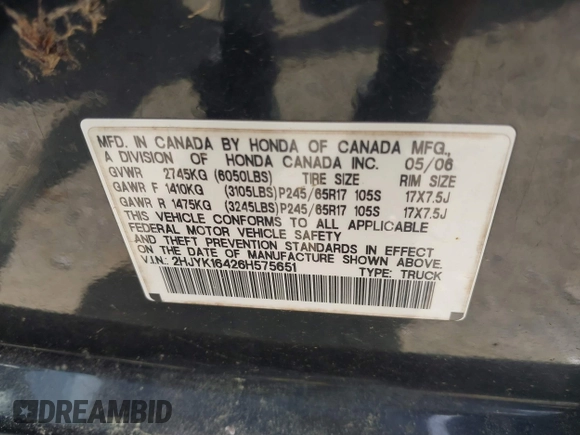 MFD. IN CANADA BY HONDA OF CANADA MFG.,
A DIVISION OF HONDA CANADA INC. 05/06
GVWR 2745KG (6050LBS) TIRE SIZE RIM SIZE
GAWR F 1410KG (3105LBS)P245/65R17 105S 17X7.5J
GAWR R 1475KG (3245LBS)P245/65R17 105S 17X7.5J
THIS VEHICLE CONFORMS TO ALL APPLICABLE
FEDERAL MOTOR VEHICLE SAFETY
AND THEFT PREVENTION STANDARDS IN EFFECT
ON THE DATE OF MANUFACTURE SHOWN ABOVE.
V.I.N.: 2HJYK16426H575651 TYPE: TRUCK
DREAMBID